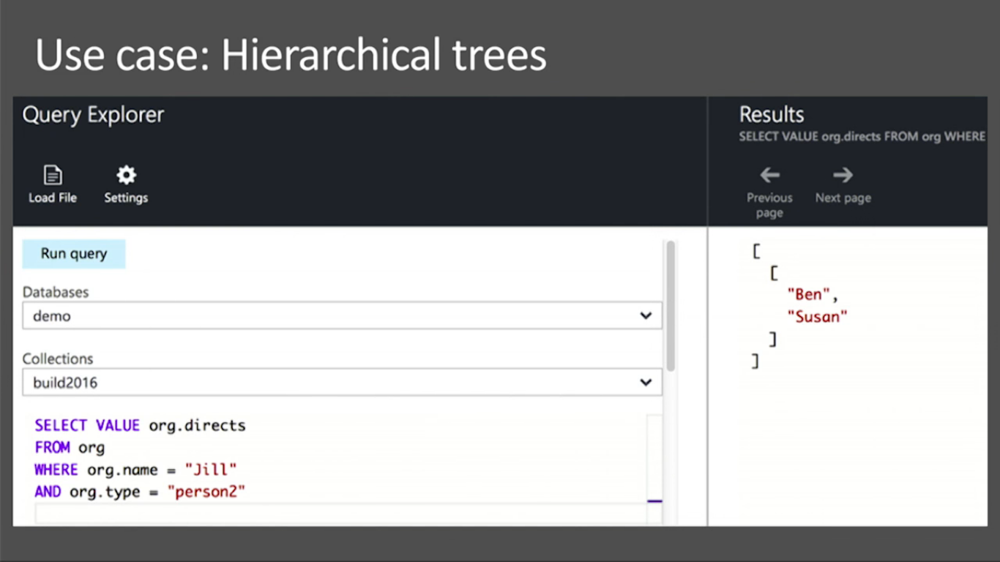 Use case: Hierarchical trees
Query Explorer
Load File
Settings
Run query
Databases
demo
Collections
build2016
SELECT VALUE org.directs
FROM org
WHERE org.name = "Jill"
AND org.type = "person2"
Results
SELECT VALUE org.directs FROM org WHERE
Previous page
Next page
[
[
"Ben",
"Susan"
]
]